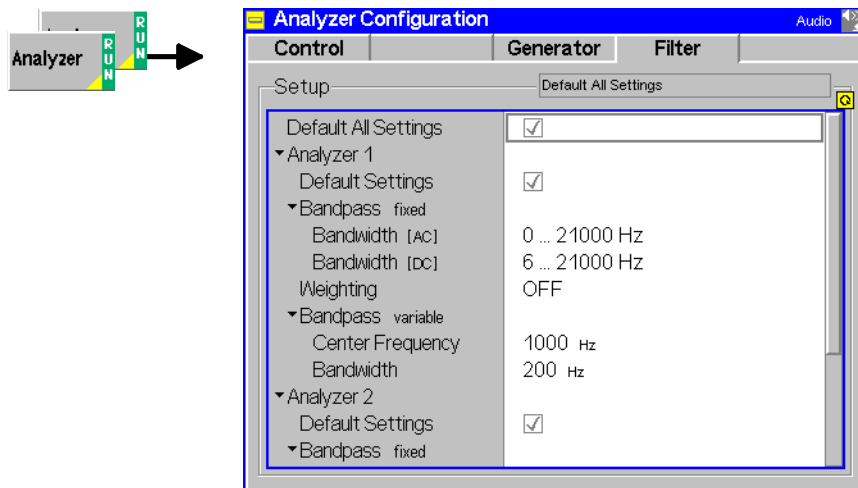 Analyzer
RUN
RUN
Analyzer Configuration Audio
Control Generator Filter
Setup Default All Settings
Default All Settings
Analyzer 1
Default Settings
Bandpass fixed
Bandwidth [AC] 0 ... 21000 Hz
Bandwidth [DC] 6 ... 21000 Hz
Weighting OFF
Bandpass variable
Center Frequency 1000 Hz
Bandwidth 200 Hz
Analyzer 2
Default Settings
Bandpass fixed